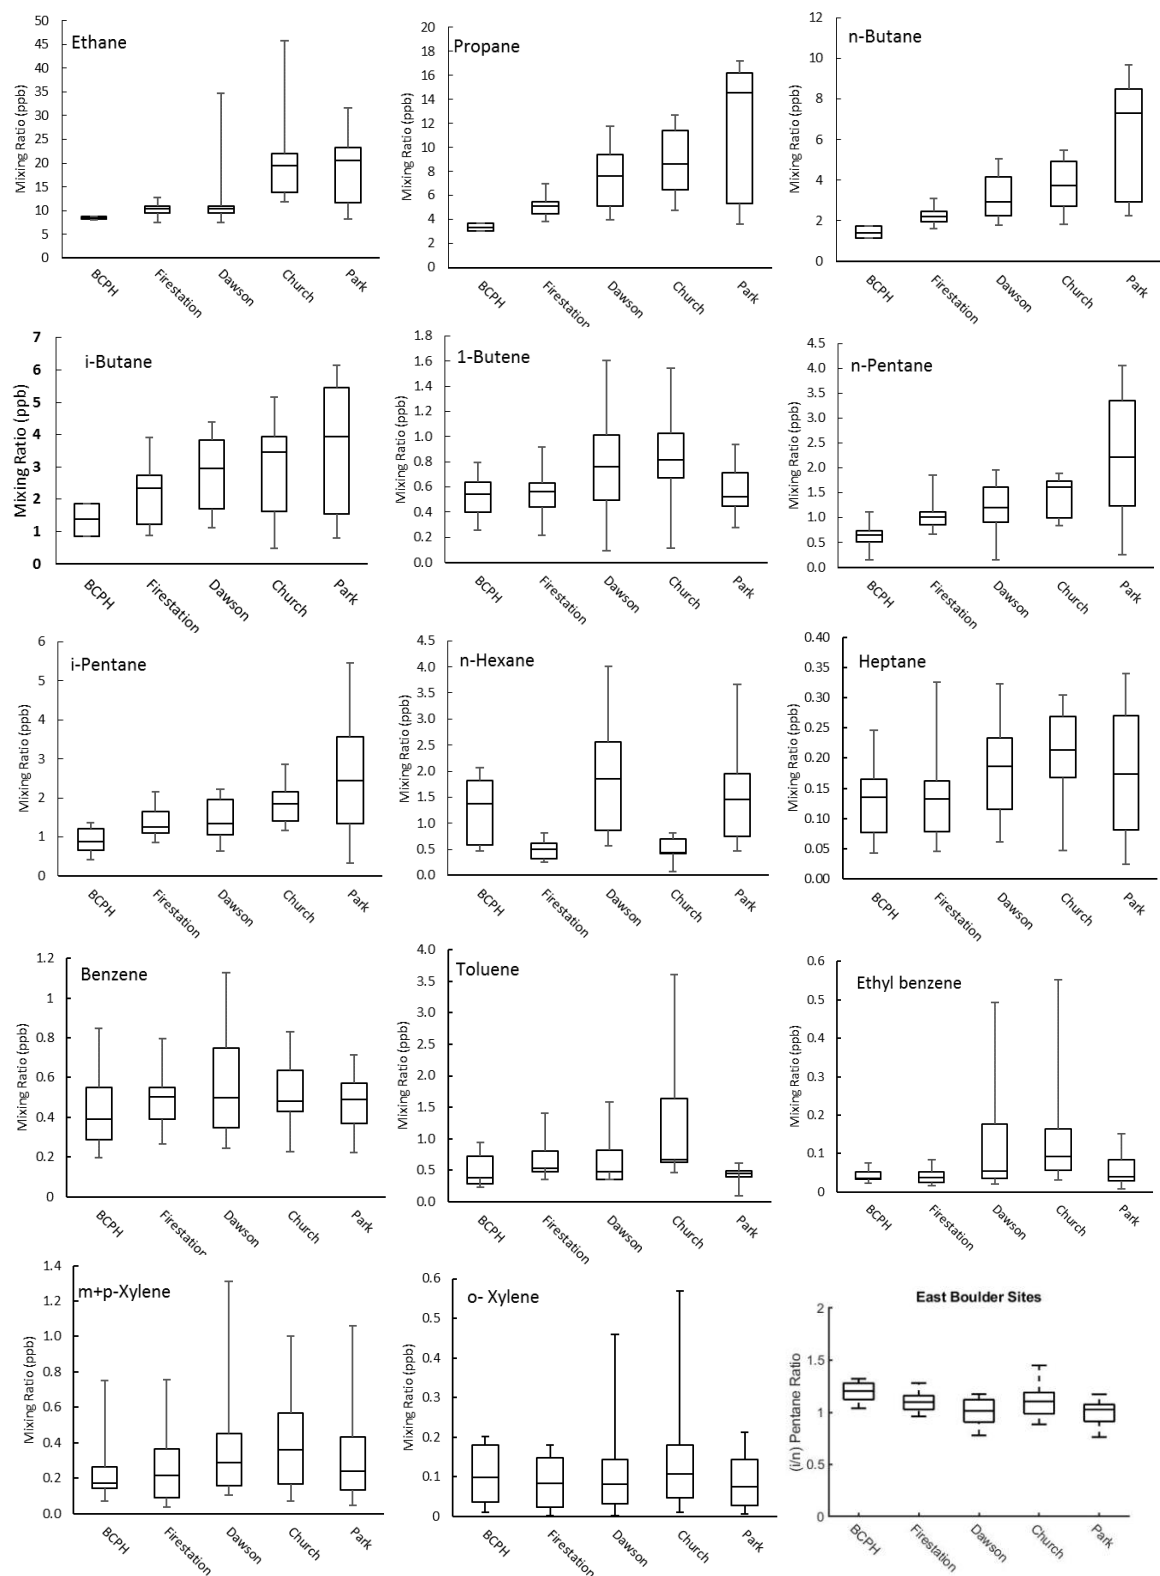 Ethane
Mixing Ratio (ppb)
50
45
40
35
30
25
20
15
10
5
0
BCPH
Firestation
Dawson
Church
Park
Propane
Mixing Ratio (ppb)
20
18
16
14
12
10
8
6
4
2
0
BCPH
Firestation
Dawson
Church
Park
n-Butane
Mixing Ratio (ppb)
12
10
8
6
4
2
0
BCPH
Firestation
Dawson
Church
Park
i-Butane
Mixing Ratio (ppb)
7
6
5
4
3
2
1
0
BCPH
Firestation
Dawson
Church
Park
1-Butene
Mixing Ratio (ppb)
1.8
1.6
1.4
1.2
1.0
0.8
0.6
0.4
0.2
0.0
BCPH
Firestation
Dawson
Church
Park
n-Pentane
Mixing Ratio (ppb)
4.5
4.0
3.5
3.0
2.5
2.0
1.5
1.0
0.5
0.0
BCPH
Firestation
Dawson
Church
Park
i-Pentane
Mixing Ratio (ppb)
6
5
4
3
2
1
0
BCPH
Firestation
Dawson
Church
Park
n-Hexane
Mixing Ratio (ppb)
4.5
4.0
3.5
3.0
2.5
2.0
1.5
1.0
0.5
0.0
BCPH
Firestation
Dawson
Church
Park
Heptane
Mixing Ratio (ppb)
0.40
0.35
0.30
0.25
0.20
0.15
0.10
0.05
0.00
BCPH
Firestation
Dawson
Church
Park
Benzene
Mixing Ratio (ppb)
1.2
1
0.8
0.6
0.4
0.2
0
BCPH
Firestation
Dawson
Church
Park
Toluene
Mixing Ratio (ppb)
4.0
3.5
3.0
2.5
2.0
1.5
1.0
0.5
0.0
BCPH
Firestation
Dawson
Church
Park
Ethyl benzene
Mixing Ratio (ppb)
0.6
0.5
0.4
0.3
0.2
0.1
0
BCPH
Firestation
Dawson
Church
Park
m+p-Xylene
Mixing Ratio (ppb)
1.4
1.2
1.0
0.8
0.6
0.4
0.2
0.0
BCPH
Firestation
Dawson
Church
Park
o- Xylene
Mixing Ratio (ppb)
0.6
0.5
0.4
0.3
0.2
0.1
0
BCPH
Firestation
Dawson
Church
Park
East Boulder Sites
(i/n) Pentane Ratio
2
1.5
1
0.5
0
BCPH
Firestation
Dawson
Church
Park